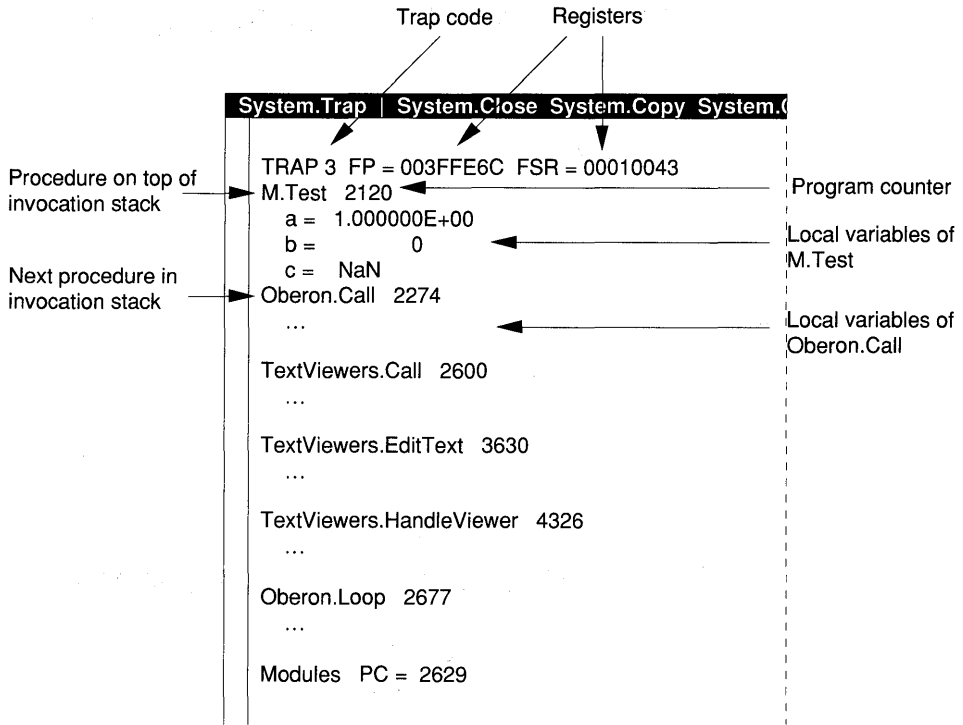 Trap code
Registers
System.Trap | System.Close System.Copy System.
TRAP 3 FP = 003FFE6C FSR = 00010043
Procedure on top of
invocation stack
M.Test 2120
Program counter
a = 1.000000E+00
b = 0
c = NaN
Local variables of
M.Test
Next procedure in
invocation stack
Oberon.Call 2274
...
Local variables of
Oberon.Call
TextViewers.Call 2600
...
TextViewers.EditText 3630
...
TextViewers.HandleViewer 4326
...
Oberon.Loop 2677
...
Modules PC = 2629